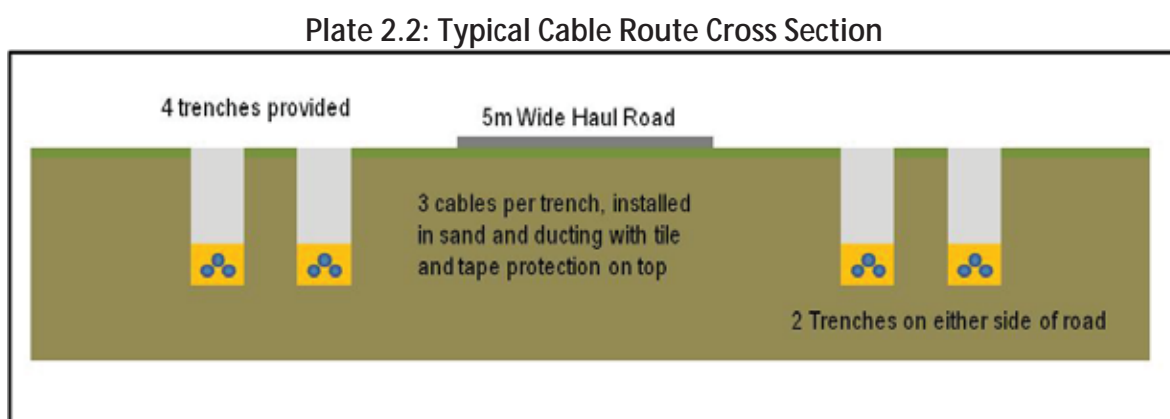 Plate 2.2: Typical Cable Route Cross Section
4 trenches provided
5m Wide Haul Road
3 cables per trench, installed
in sand and ducting with tile
and tape protection on top
2 Trenches on either side of road